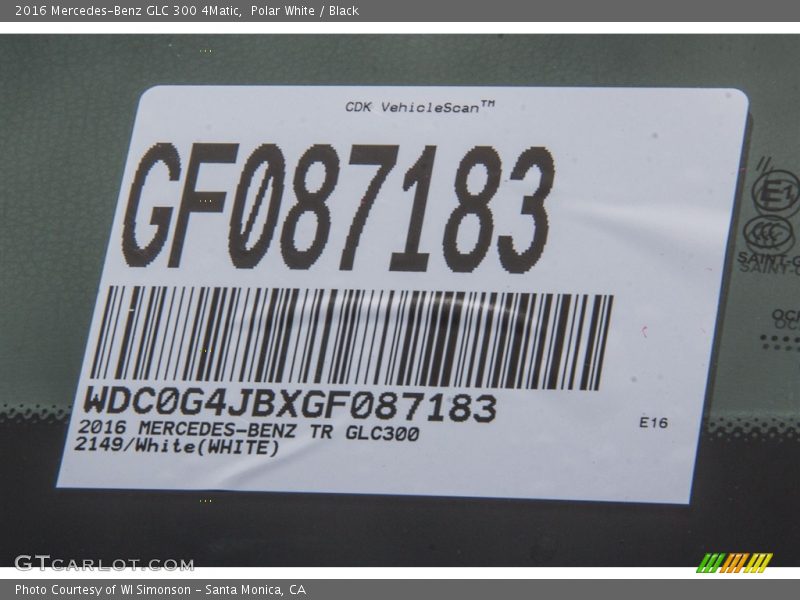 2016 Mercedes-Benz GLC 300 4Matic, Polar White / Black
CDK VehicleScan™
GF087183
E1
CCC
SAINT-G
WDC0G4JBXGF087183
2016 MERCEDES-BENZ TR GLC300
2149/White(WHITE)
E16
GTCARLOT.COM
Photo Courtesy of WI Simonson - Santa Monica, CA